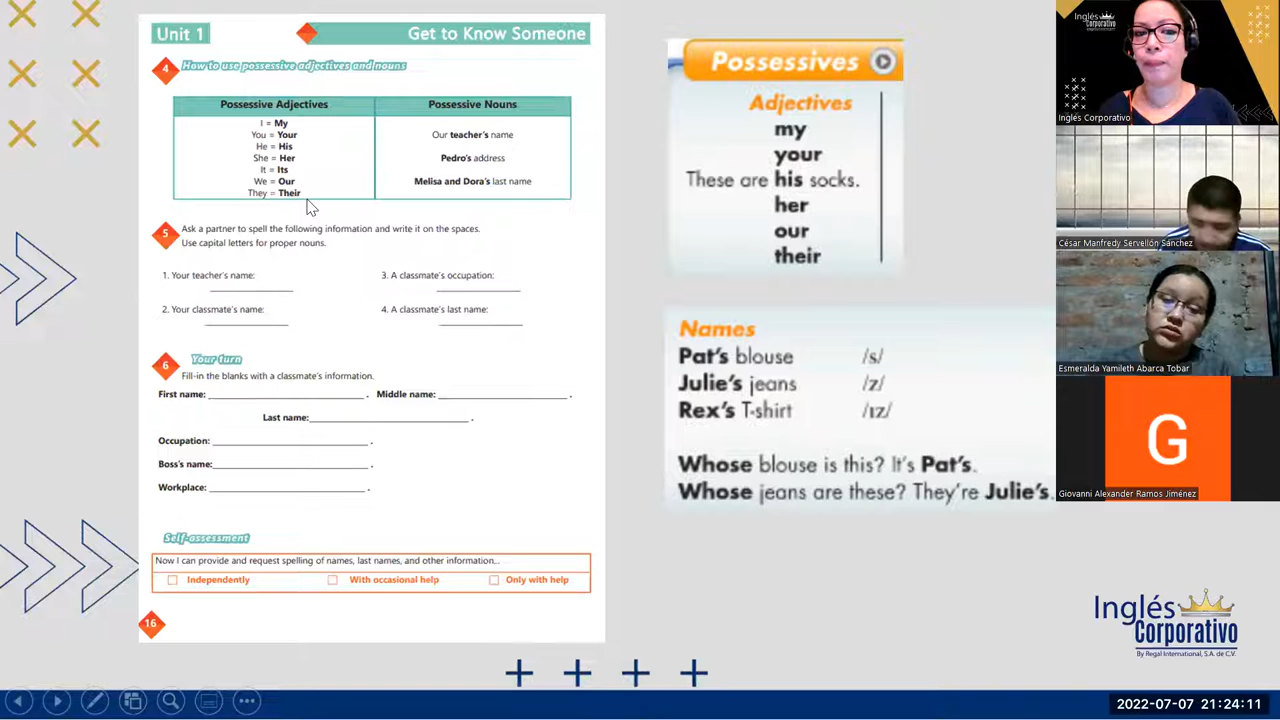 Unit 1
Get to Know Someone
4
How to use possessive adjectives and nouns
Possessive Adjectives
Possessive Nouns
I = My
You = Your
He = His
She = Her
It = Its
We = Our
They = Their
Our teacher's name
Pedro's address
Melisa and Dora's last name
5
Ask a partner to spell the following information and write it on the spaces.
Use capital letters for proper nouns.
1. Your teacher's name:
3. A classmate's occupation:
2. Your classmate's name:
4. A classmate's last name:
6
Your turn
Fill-in the blanks with a classmate's information.
First name: . Middle name: .
Last name: .
Occupation: .
Boss's name: .
Workplace: .
Self-assessment
Now I can provide and request spelling of names, last names, and other information...
Independently
With occasional help
Only with help
16
Possessives
Adjectives
my
your
These are his socks.
her
our
their
Names
Pat's blouse /s/
Julie's jeans /z/
Rex's T-shirt /ɪz/
Whose blouse is this? It's Pat's.
Whose jeans are these? They're Julie's.
Inglés
Corporativo
Inglés Corporativo
César Manfredy Servellón Sánchez
Esmeralda Yamileth Abarca Tobar
G
Giovanni Alexander Ramos Jiménez
Inglés
Corporativo
By Regal International, S.A. de C.V.
2022-07-07 21:24:11